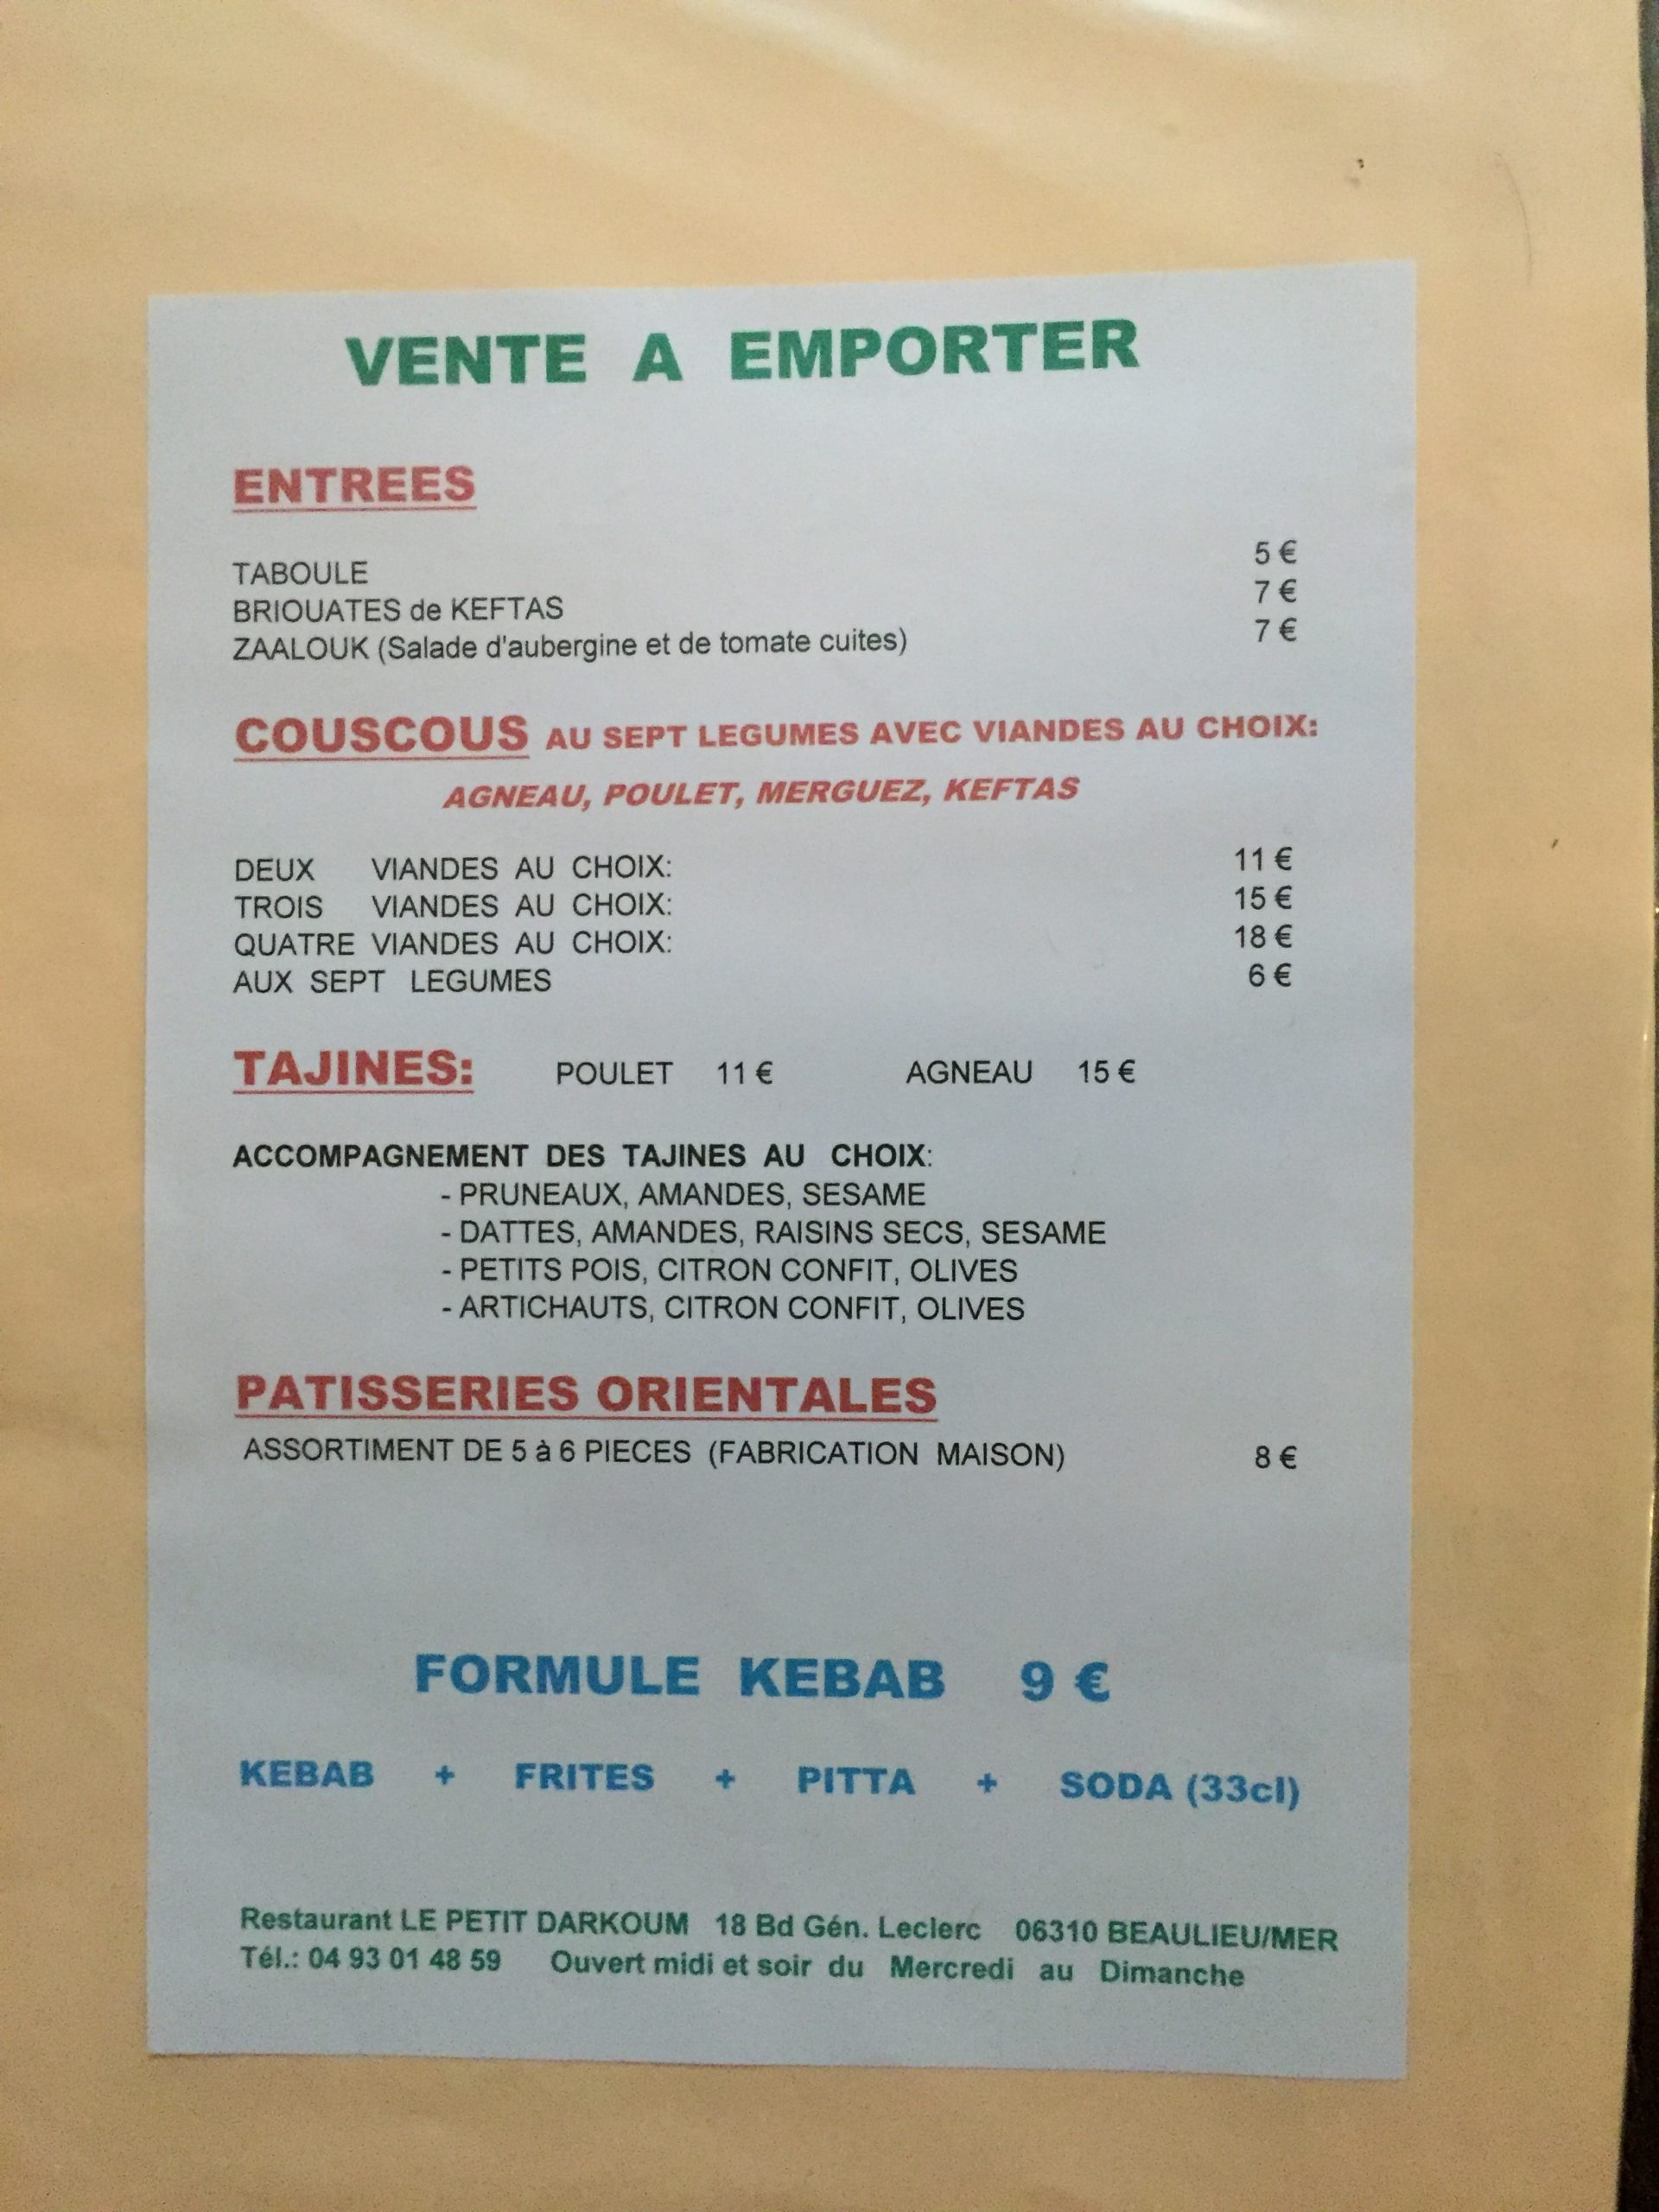 VENTE A EMPORTER
ENTREES
TABOULE 5 €
BRIOUATES de KEFTAS 7 €
ZAALOUK (Salade d'aubergine et de tomate cuites) 7 €
COUSCOUS AU SEPT LEGUMES AVEC VIANDES AU CHOIX:
AGNEAU, POULET, MERGUEZ, KEFTAS
DEUX VIANDES AU CHOIX: 11 €
TROIS VIANDES AU CHOIX: 15 €
QUATRE VIANDES AU CHOIX: 18 €
AUX SEPT LEGUMES 6 €
TAJINES: POULET 11 € AGNEAU 15 €
ACCOMPAGNEMENT DES TAJINES AU CHOIX:
- PRUNEAUX, AMANDES, SESAME
- DATTES, AMANDES, RAISINS SECS, SESAME
- PETITS POIS, CITRON CONFIT, OLIVES
- ARTICHAUTS, CITRON CONFIT, OLIVES
PATISSERIES ORIENTALES
ASSORTIMENT DE 5 à 6 PIECES (FABRICATION MAISON) 8 €
FORMULE KEBAB 9 €
KEBAB + FRITES + PITTA + SODA (33cl)
Restaurant LE PETIT DARKOUM 18 Bd Gén. Leclerc 06310 BEAULIEU/MER
Tél.: 04 93 01 48 59 Ouvert midi et soir du Mercredi au Dimanche